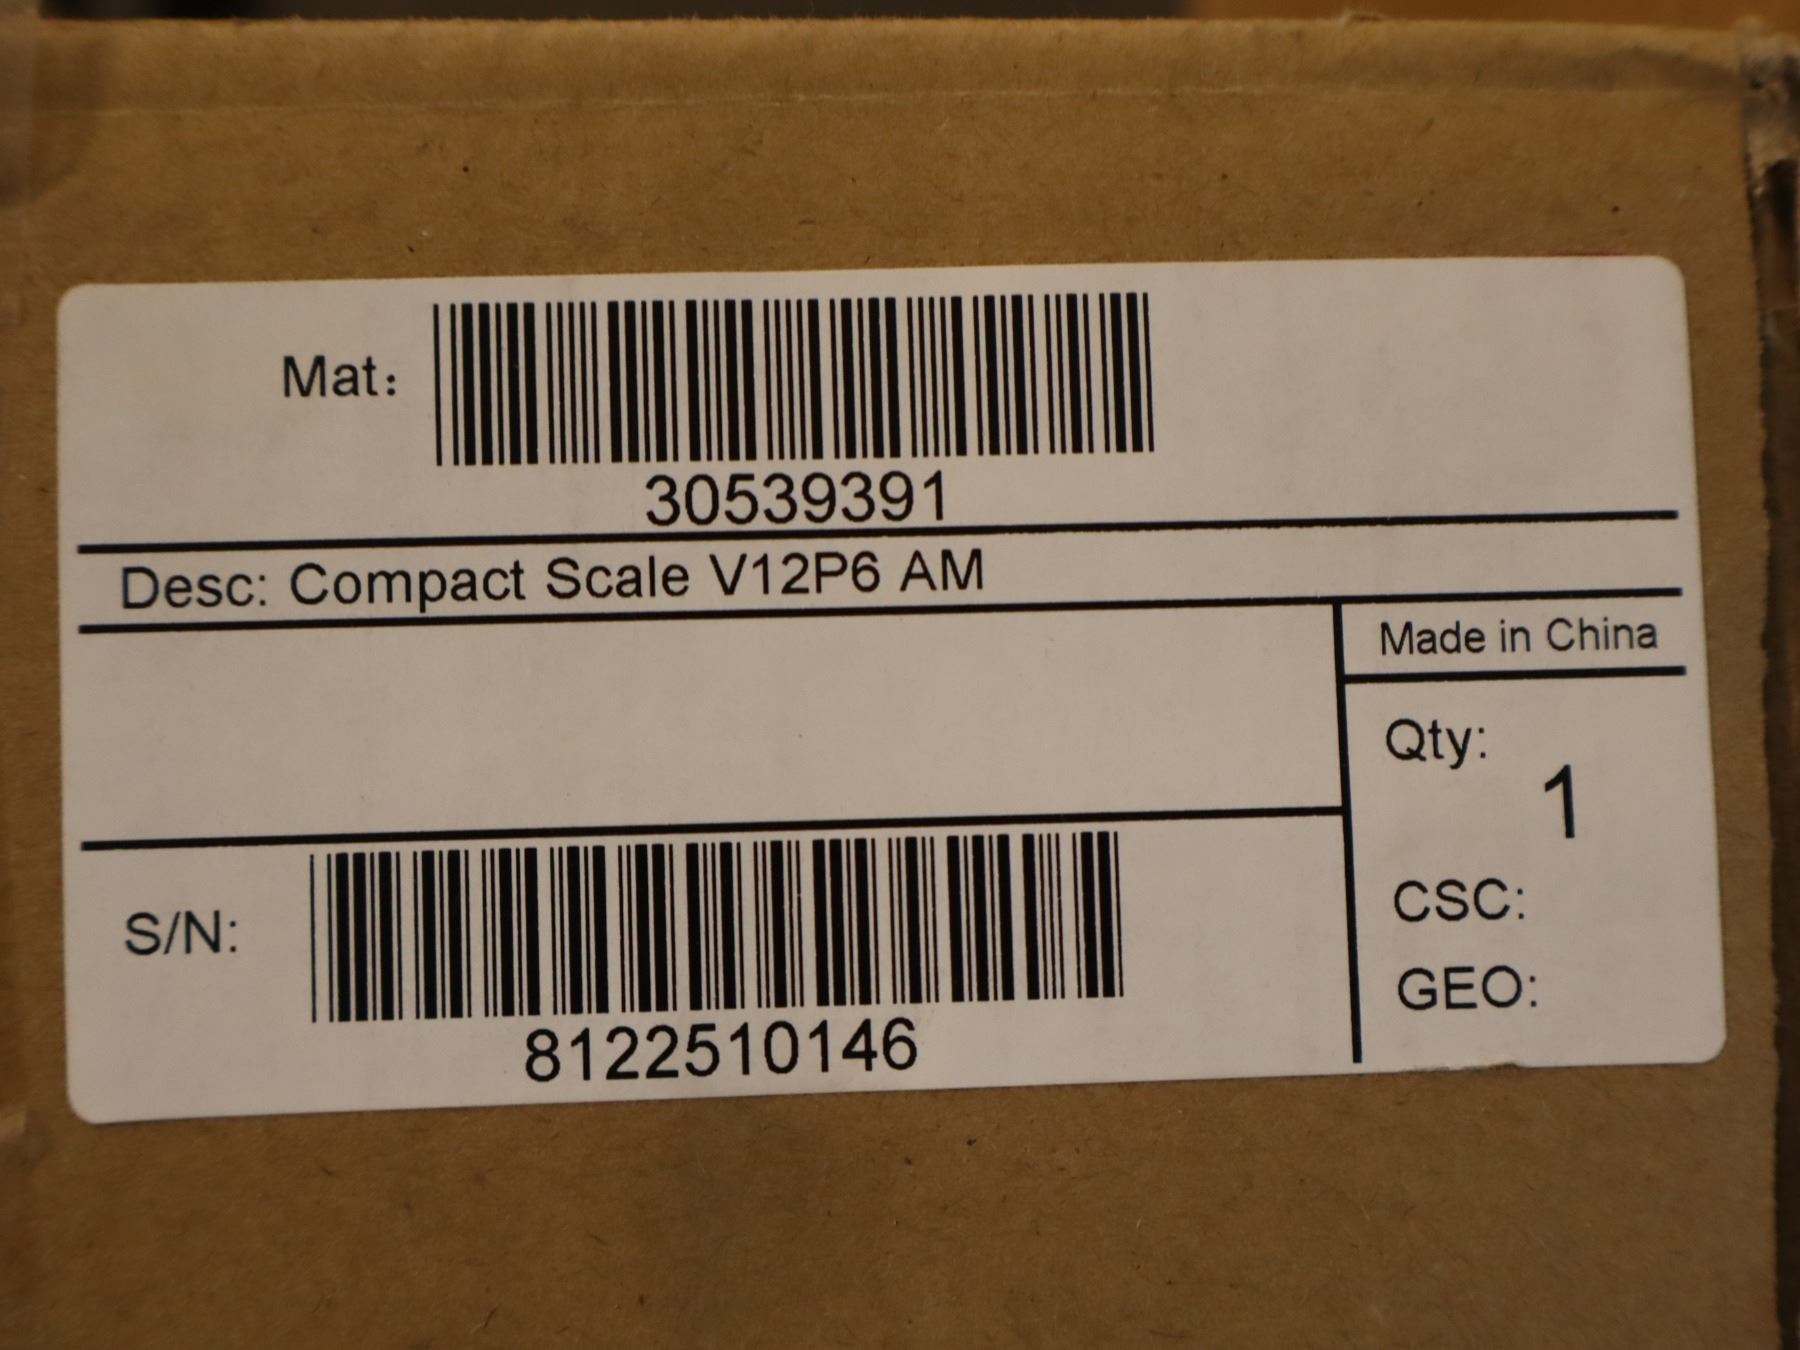 Mat:
30539391
Desc: Compact Scale V12P6 AM
Made in China
Qty:
1
S/N:
8122510146
CSC:
GEO: